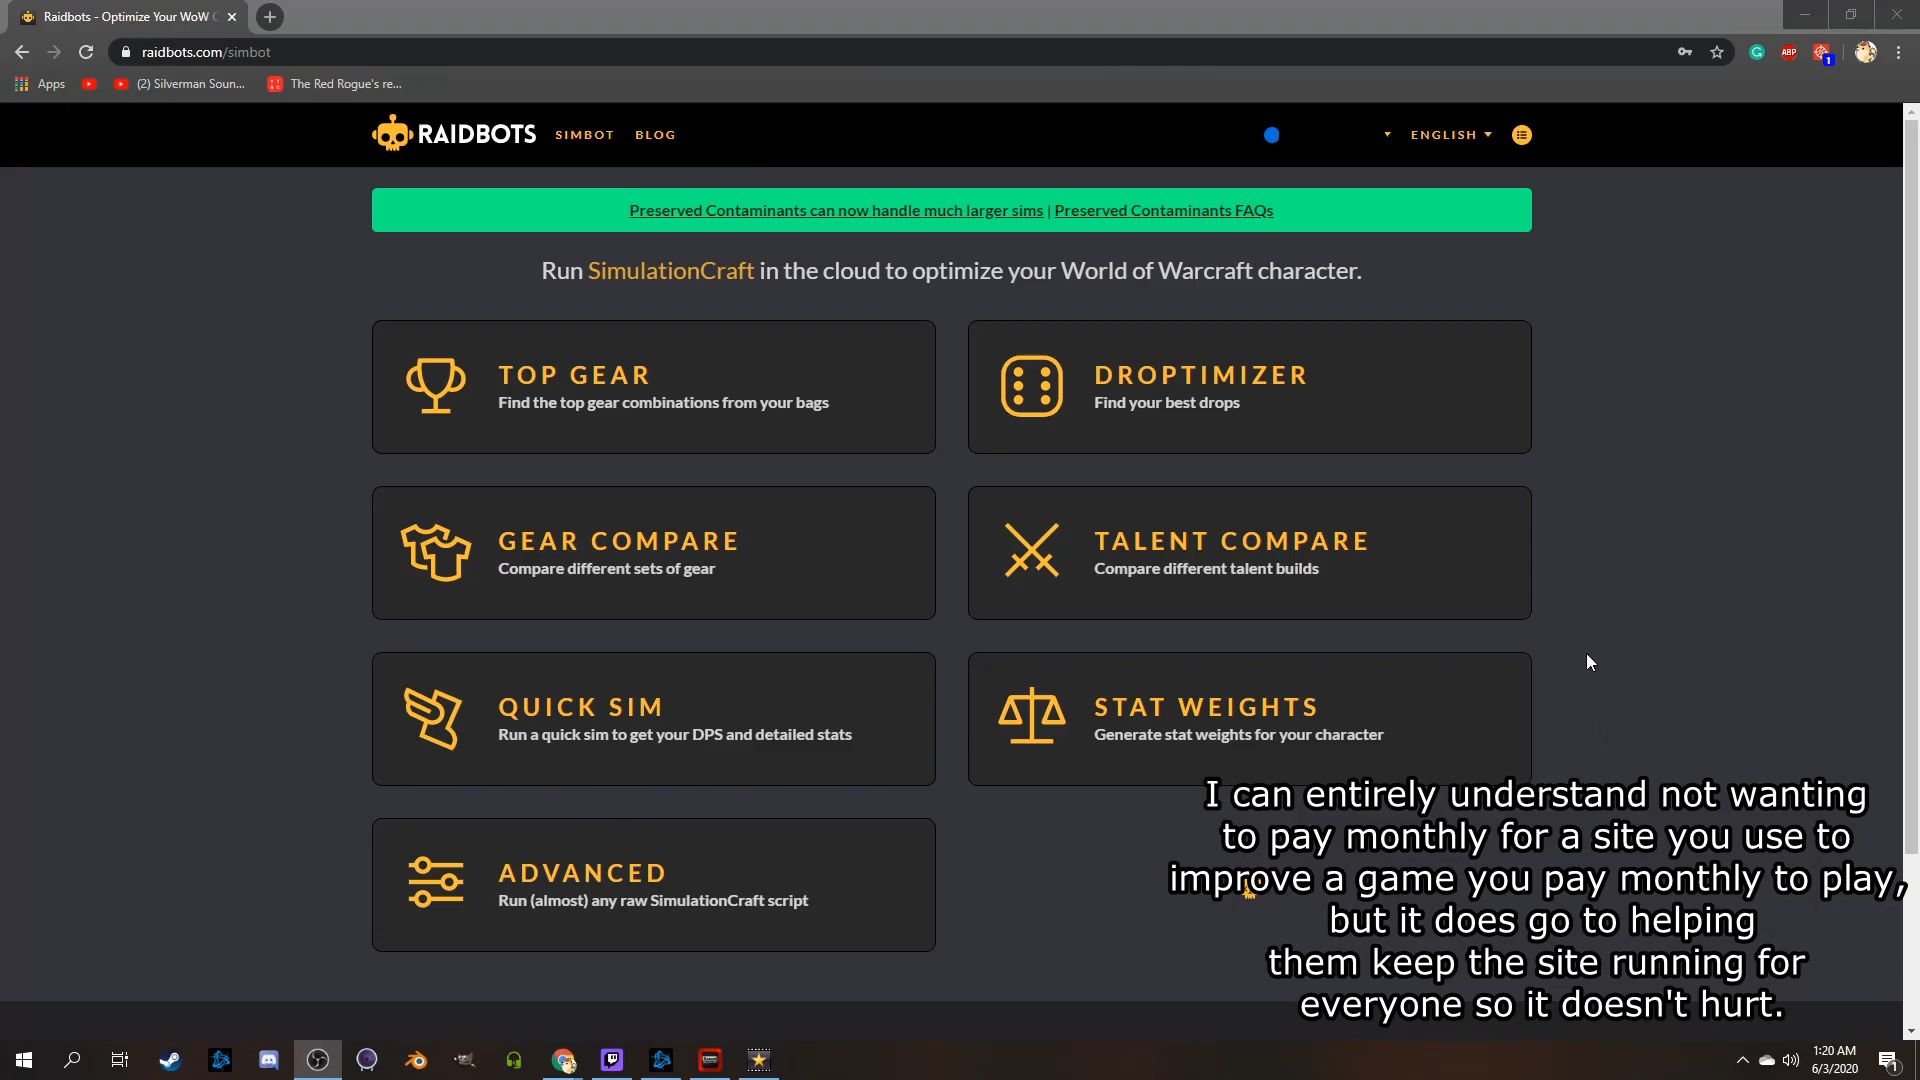 Raidbots - Optimize Your WoW C
raidbots.com/simbot
ABP
1
Apps
(2) Silverman Soun...
The Red Rogue's re...
RAIDBOTS
SIMBOT
BLOG
ENGLISH
Preserved Contaminants can now handle much larger sims | Preserved Contaminants FAQs
Run SimulationCraft in the cloud to optimize your World of Warcraft character.
TOP GEAR
Find the top gear combinations from your bags
DROPTIMIZER
Find your best drops
GEAR COMPARE
Compare different sets of gear
TALENT COMPARE
Compare different talent builds
QUICK SIM
Run a quick sim to get your DPS and detailed stats
STAT WEIGHTS
Generate stat weights for your character
ADVANCED
Run (almost) any raw SimulationCraft script
I can entirely understand not wanting
to pay monthly for a site you use to
improve a game you pay monthly to play,
but it does go to helping
them keep the site running for
everyone so it doesn't hurt.
1:20 AM
6/3/2020
1